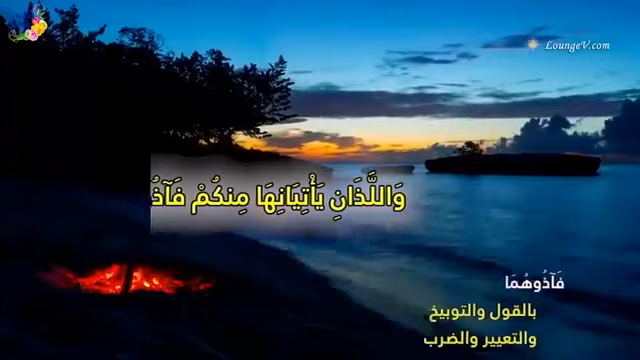 LoungeV.com
وَاللَّذَانِ يَأْتِيَانِهَا مِنكُمْ فَآذُ
فَآذُوهُمَا
بالقول والتوبيخ
والتعيير والضرب